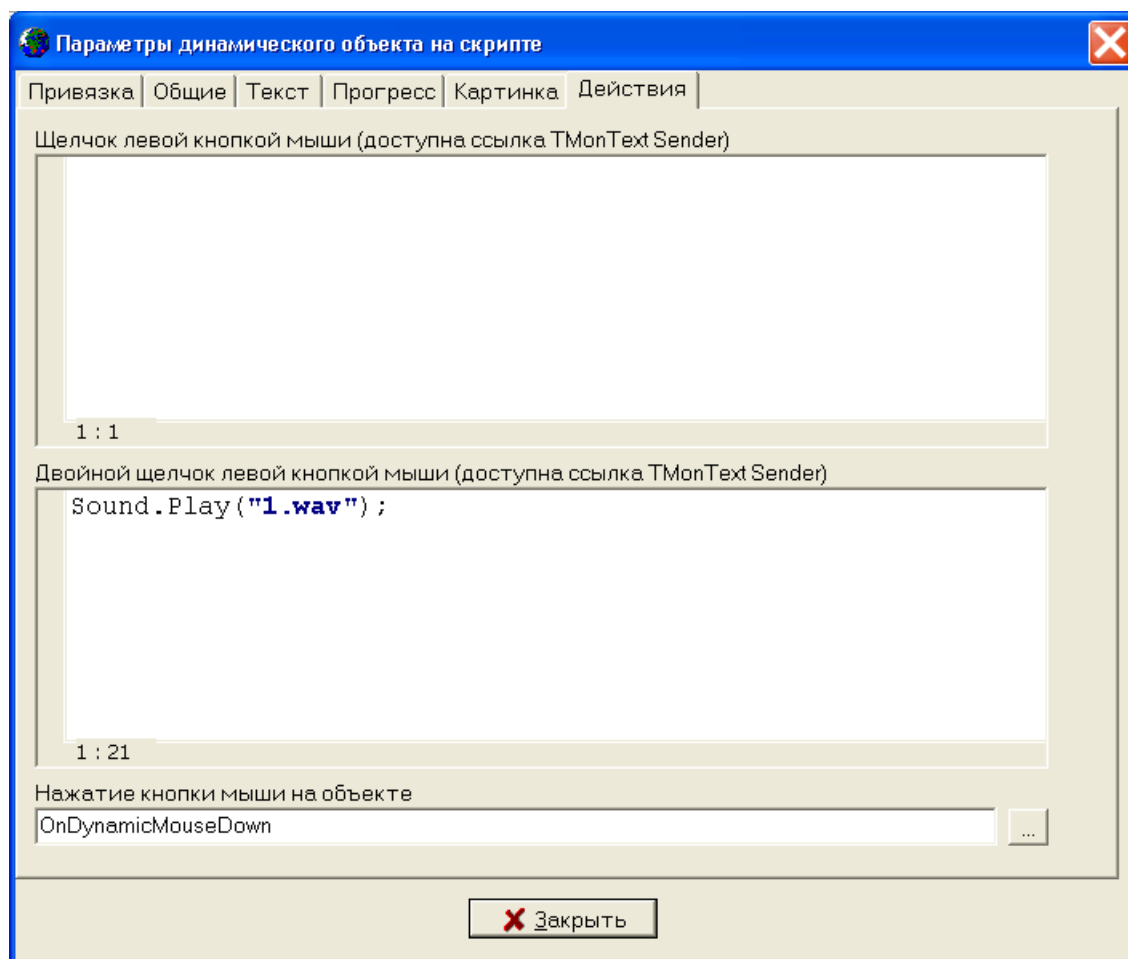 Параметры динамического объекта на скрипте
Привязка Общие Текст Прогресс Картинка Действия
Щелчок левой кнопкой мыши (доступна ссылка TMonText Sender)
1 : 1
Двойной щелчок левой кнопкой мыши (доступна ссылка TMonText Sender)
Sound.Play("1.wav");
1 : 21
Нажатие кнопки мыши на объекте
OnDynamicMouseDown ...
Закрыть